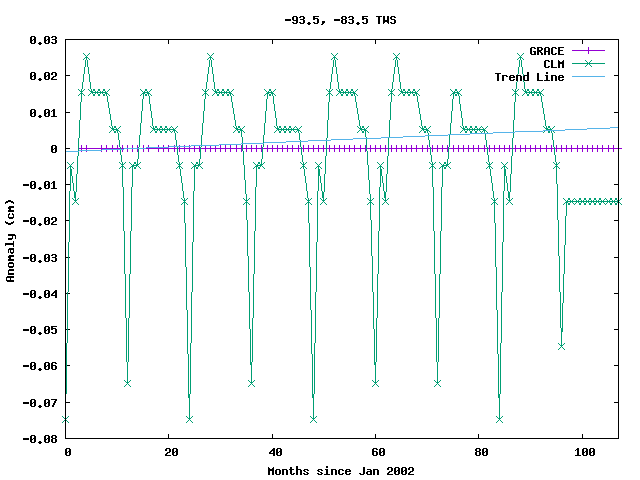 -93.5, -83.5 TWS
GRACE
CLM
Trend Line
0.03
0.02
0.01
0
-0.01
-0.02
-0.03
-0.04
-0.05
-0.06
-0.07
-0.08
Anomaly (cm)
0 20 40 60 80 100
Months since Jan 2002